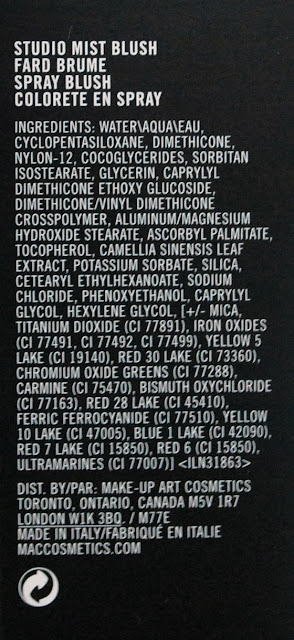 STUDIO MIST BLUSH
FARD BRUME
SPRAY BLUSH
COLORETE EN SPRAY
INGREDIENTS: WATER\AQUA\EAU,
CYCLOPENTASILOXANE, DIMETHICONE,
NYLON-12, COCOGLYCERIDES, SORBITAN
ISOSTEARATE, GLYCERIN, CAPRYLYL
DIMETHICONE ETHOXY GLUCOSIDE,
DIMETHICONE/VINYL DIMETHICONE
CROSSPOLYMER, ALUMINUM/MAGNESIUM
HYDROXIDE STEARATE, ASCORBYL PALMITATE,
TOCOPHEROL, CAMELLIA SINENSIS LEAF
EXTRACT, POTASSIUM SORBATE, SILICA,
CETEARYL ETHYLHEXANOATE, SODIUM
CHLORIDE, PHENOXYETHANOL, CAPRYLYL
GLYCOL, HEXYLENE GLYCOL, [+/- MICA,
TITANIUM DIOXIDE (CI 77891), IRON OXIDES
(CI 77491, CI 77492, CI 77499), YELLOW 5
LAKE (CI 19140), RED 30 LAKE (CI 73360),
CHROMIUM OXIDE GREENS (CI 77288),
CARMINE (CI 75470), BISMUTH OXYCHLORIDE
(CI 77163), RED 28 LAKE (CI 45410),
FERRIC FERROCYANIDE (CI 77510), YELLOW
10 LAKE (CI 47005), BLUE 1 LAKE (CI 42090),
RED 7 LAKE (CI 15850), RED 6 (CI 15850),
ULTRAMARINES (CI 77007)] <ILN31863>
DIST. BY/PAR: MAKE-UP ART COSMETICS
TORONTO, ONTARIO, CANADA M5V 1R7
LONDON W1K 3BQ. / M77E
MADE IN ITALY/FABRIQUÉ EN ITALIE
MACCOSMETICS.COM